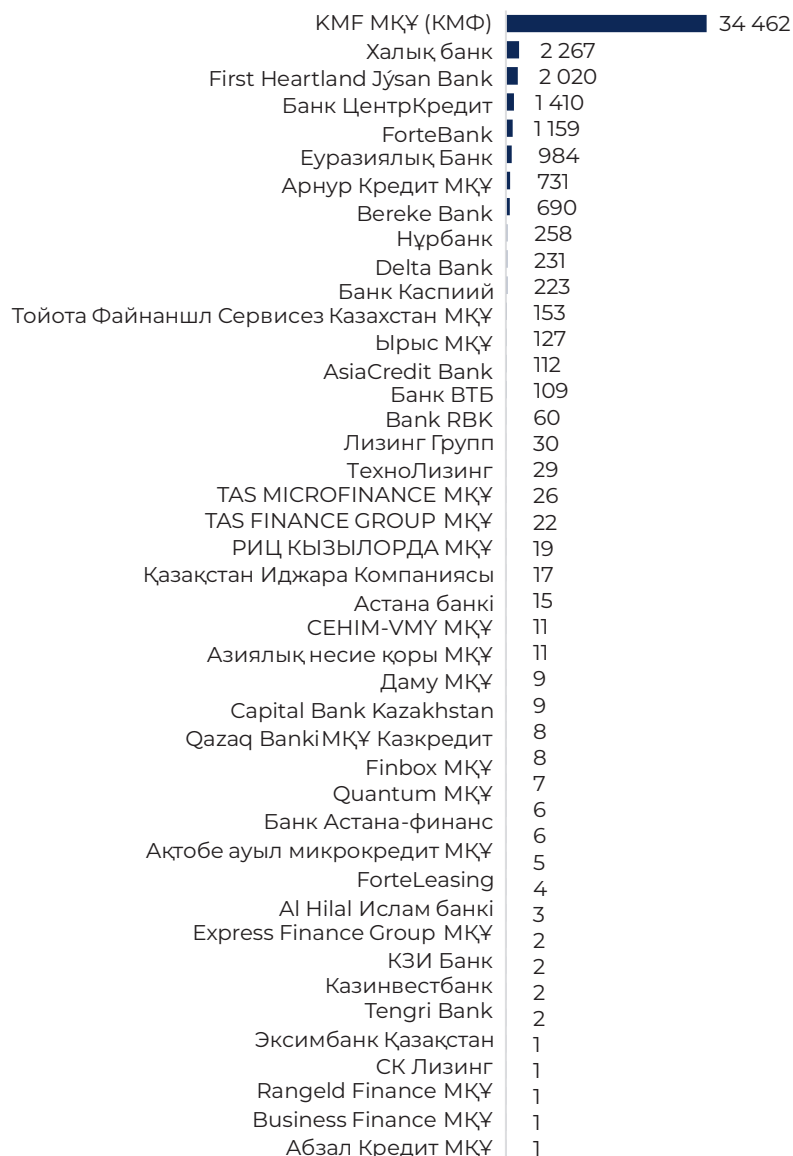 KMF МҚҰ (КМФ) 34 462
Халық банк 2 267
First Heartland Jýsan Bank 2 020
Банк ЦентрКредит 1 410
ForteBank 1 159
Еуразиялық Банк 984
Арнур Кредит МҚҰ 731
Bereke Bank 690
Нұрбанк 258
Delta Bank 231
Банк Каспиий 223
Тойота Файнаншл Сервисез Казахстан МҚҰ 153
Ырыс МҚҰ 127
AsiaCredit Bank 112
Банк ВТБ 109
Bank RBK 60
Лизинг Групп 30
ТехноЛизинг 29
TAS MICROFINANCE МҚҰ 26
TAS FINANCE GROUP МҚҰ 22
РИЦ КЫЗЫЛОРДА МҚҰ 19
Қазақстан Иджара Компаниясы 17
Астана банкі 15
СЕНІМ-VMY МҚҰ 11
Азиялық несие қоры МҚҰ 11
Даму МҚҰ 9
Capital Bank Kazakhstan 9
Qazaq BankiМҚҰ Казкредит 8
Finbox МҚҰ 8
Quantum МҚҰ 7
Банк Астана-финанс 6
Ақтобе ауыл микрокредит МҚҰ 6
5
ForteLeasing 4
Al Hilal Ислам банкі 3
Express Finance Group МҚҰ 2
КЗИ Банк 2
Казинвестбанк 2
Tengri Bank 2
Эксимбанк Қазақстан 1
СК Лизинг 1
Rangeld Finance МҚҰ 1
Business Finance МҚҰ 1
Абзал Кредит МҚҰ 1